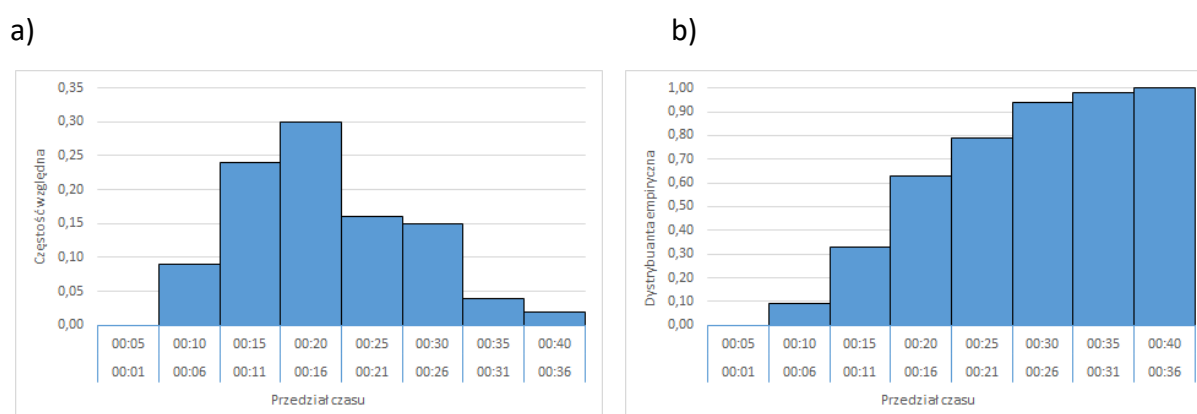 a)
b)
Częstość względna
0,35
0,30
0,25
0,20
0,15
0,10
0,05
0,00
00:05 00:10 00:15 00:20 00:25 00:30 00:35 00:40
00:01 00:06 00:11 00:16 00:21 00:26 00:31 00:36
Przedział czasu
Dystrybuanta empiryczna
1,00
0,90
0,80
0,70
0,60
0,50
0,40
0,30
0,20
0,10
0,00
00:05 00:10 00:15 00:20 00:25 00:30 00:35 00:40
00:01 00:06 00:11 00:16 00:21 00:26 00:31 00:36
Przedział czasu